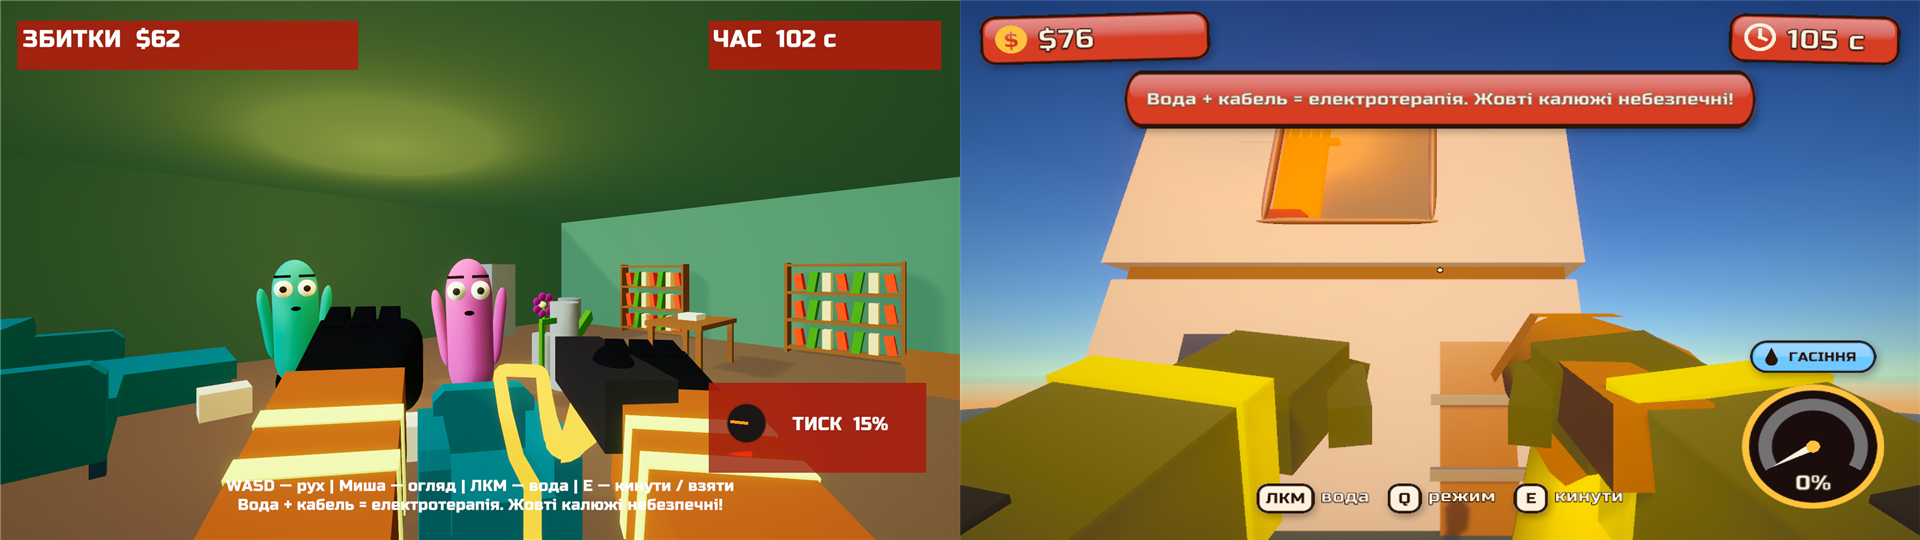 ЗБИТКИ $62
ЧАС 102 с
ТИСК 15%
WASD — рух | Миша — огляд | ЛКМ — вода | E — кинути / взяти
Вода + кабель = електротерапія. Жовті калюжі небезпечні!
$ $76
105 с
Вода + кабель = електротерапія. Жовті калюжі небезпечні!
ГАСІННЯ
0%
ЛКМ вода Q режим E кинути